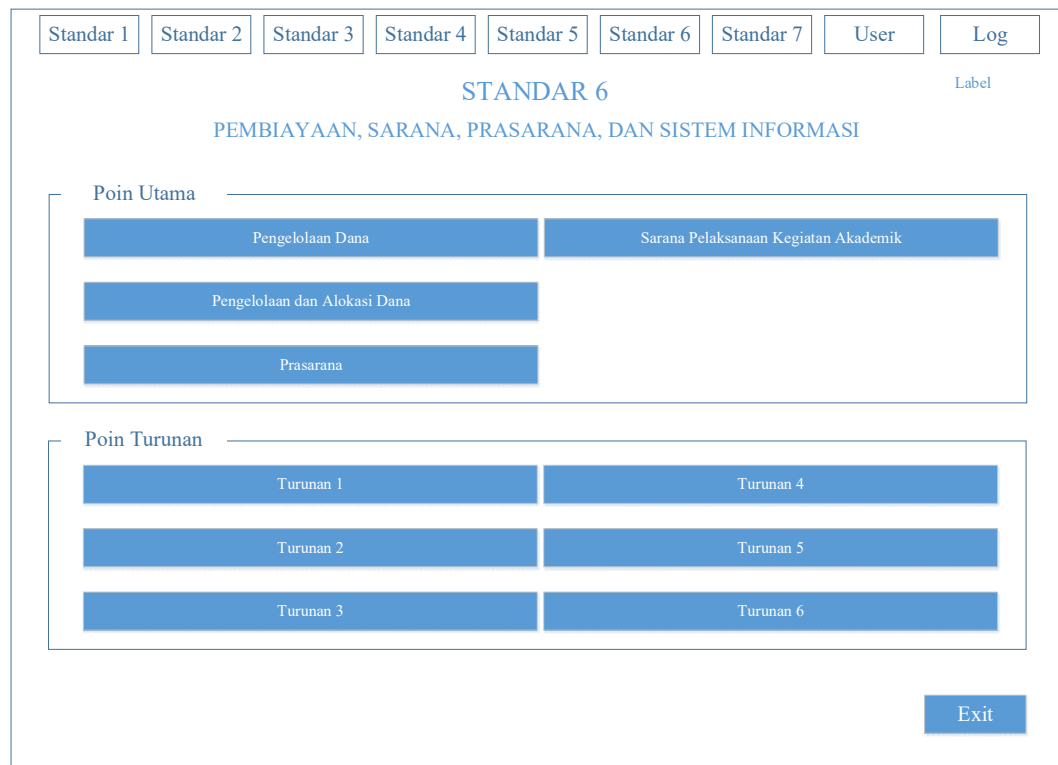 Standar 1 Standar 2 Standar 3 Standar 4 Standar 5 Standar 6 Standar 7 User Log
STANDAR 6
Label
PEMBIAYAAN, SARANA, PRASARANA, DAN SISTEM INFORMASI
Poin Utama
Pengelolaan Dana
Sarana Pelaksanaan Kegiatan Akademik
Pengelolaan dan Alokasi Dana
Prasarana
Poin Turunan
Turunan 1
Turunan 4
Turunan 2
Turunan 5
Turunan 3
Turunan 6
Exit